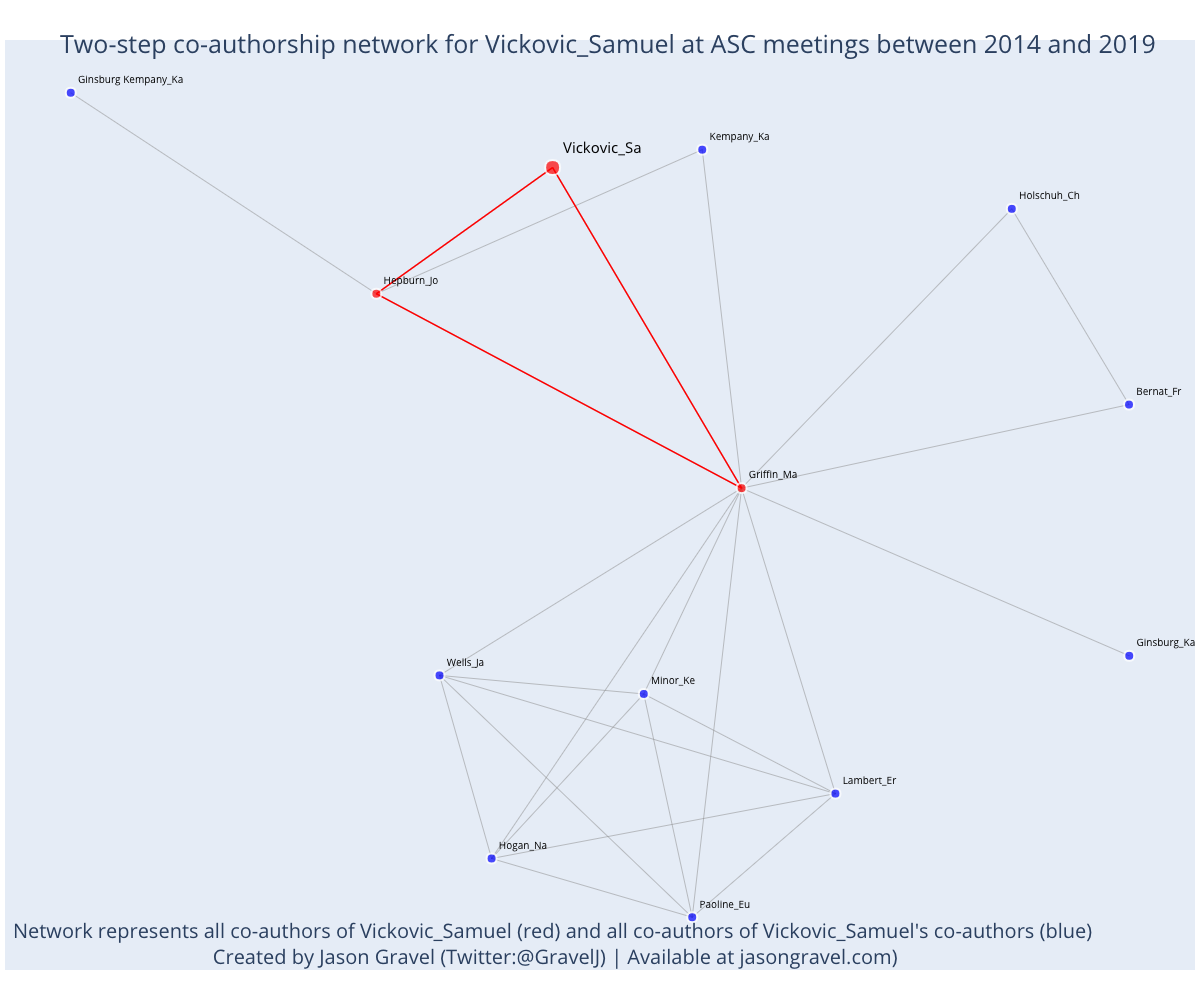 Two-step co-authorship network for Vickovic_Samuel at ASC meetings between 2014 and 2019
Ginsburg Kempany_Ka
Kempany_Ka
Vickovic_Sa
Holschuh_Ch
Hepburn_Jo
Bernat_Fr
Griffin_Ma
Ginsburg_Ka
Wells_Ja
Minor_Ke
Lambert_Er
Hogan_Na
Paoline_Eu
Network represents all co-authors of Vickovic_Samuel (red) and all co-authors of Vickovic_Samuel's co-authors (blue)
Created by Jason Gravel (Twitter:@GravelJ) | Available at jasongravel.com)